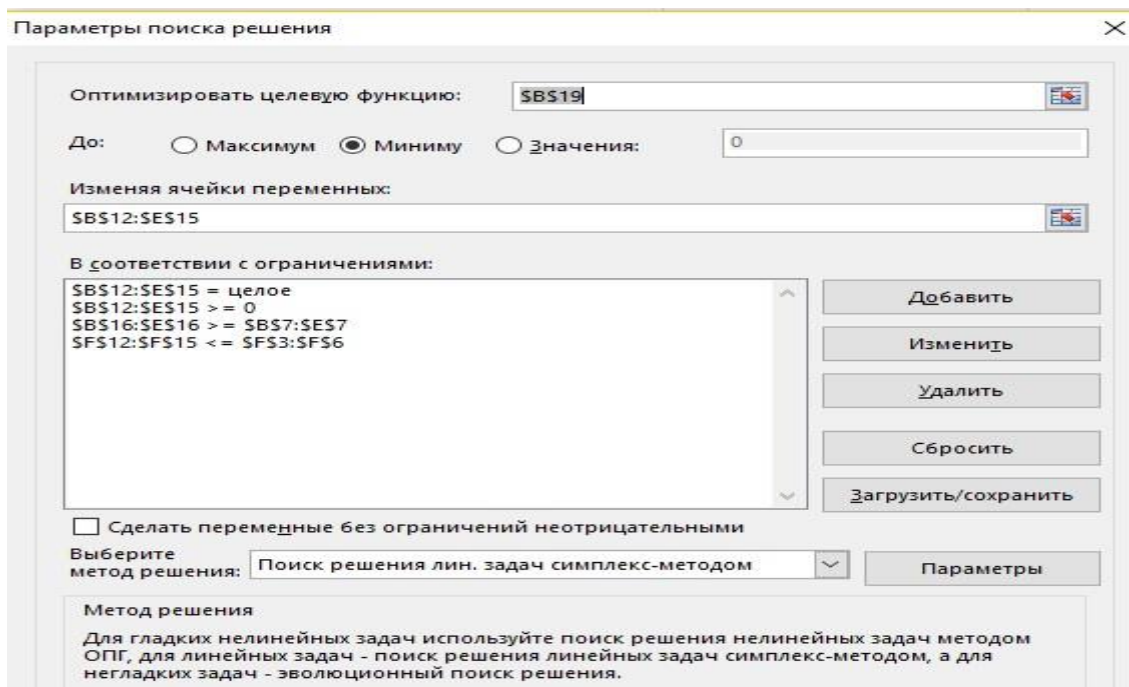 Параметры поиска решения
Оптимизировать целевую функцию: $B$19
До: Максимум Миниму Значения: 0
Изменяя ячейки переменных:
$B$12:$E$15
В соответствии с ограничениями:
$B$12:$E$15 = целое
$B$12:$E$15 >= 0
$B$16:$E$16 >= $B$7:$E$7
$F$12:$F$15 <= $F$3:$F$6
Добавить
Изменить
Удалить
Сбросить
Загрузить/сохранить
Сделать переменные без ограничений неотрицательными
Выберите
метод решения: Поиск решения лин. задач симплекс-методом Параметры
Метод решения
Для гладких нелинейных задач используйте поиск решения нелинейных задач методом
ОПГ, для линейных задач - поиск решения линейных задач симплекс-методом, а для
негладких задач - эволюционный поиск решения.